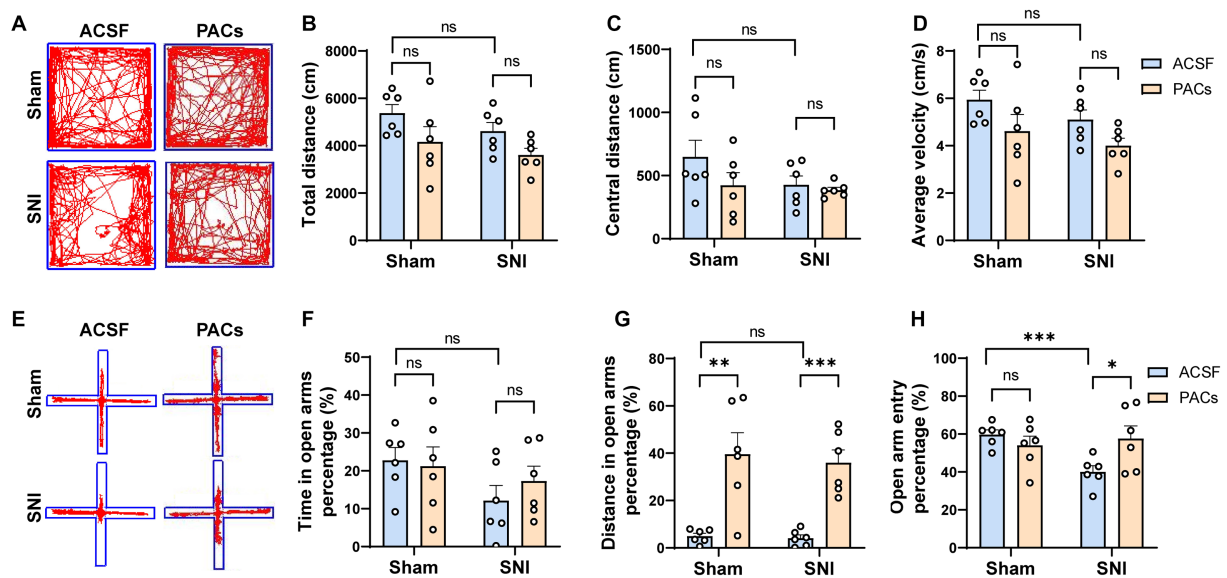 A
ACSF
PACs
Sham
SNI
B
Total distance (cm)
8000
6000
4000
2000
0
ns
ns
ns
Sham
SNI
C
Central distance (cm)
1500
1000
500
0
ns
ns
ns
Sham
SNI
D
Average velocity (cm/s)
8
6
4
2
0
ns
ns
ns
Sham
SNI
ACSF
PACs
E
ACSF
PACs
Sham
SNI
F
Time in open arms
percentage (%)
50
40
30
20
10
0
ns
ns
ns
Sham
SNI
G
Distance in open arms
percentage (%)
80
60
40
20
0
ns
**
***
Sham
SNI
H
Open arm entry
percentage (%)
100
80
60
40
20
0
***
ns
*
Sham
SNI
ACSF
PACs